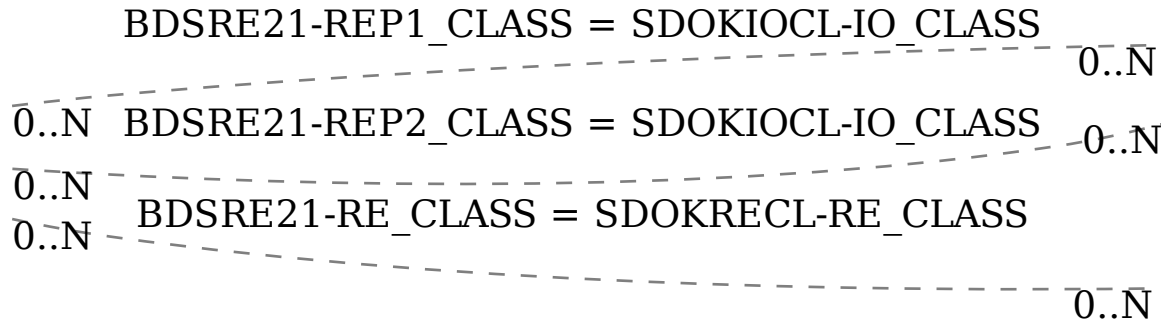 BDSRE21-REP1_CLASS = SDOKIOCL-IO_CLASS
0..N
0..N
BDSRE21-REP2_CLASS = SDOKIOCL-IO_CLASS
0..N
0..N
BDSRE21-RE_CLASS = SDOKRECL-RE_CLASS
0..N
0..N